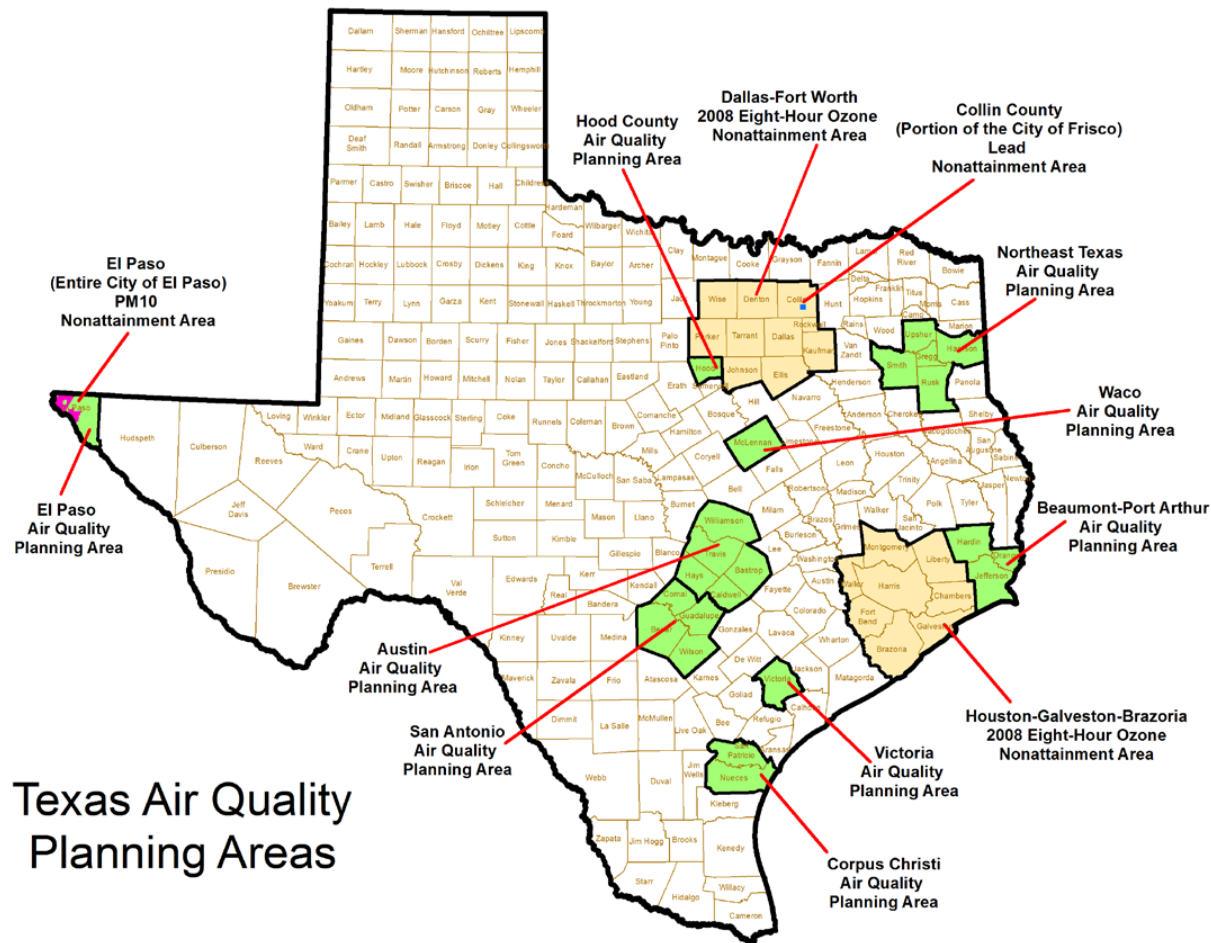 Dallam Sherman Hansford Ochiltree Lipscomb
Hartley Moore Hutchinson Roberts Hemphill
Oldham Potter Carson Gray Wheeler
Deaf
Smith Randall Armstrong Donley Collingsworth
Parmer Castro Swisher Briscoe Hall Childress
Hardeman
Bailey Lamb Hale Floyd Motley Cottle Foard Wilbarger Wichita
Cochran Hockley Lubbock Crosby Dickens King Knox Baylor Archer
Clay Montague Cooke Grayson Fannin Lamar Red
River Bowie
Yoakum Terry Lynn Garza Kent Stonewall Haskell Throckmorton Young Jack Wise Denton Collin Hunt Delta Hopkins Franklin Titus Morris Cass
Camp Marion
Gaines Dawson Borden Scurry Fisher Jones Shackelford Stephens Palo
Pinto Parker Tarrant Dallas Rockwall Kaufman Rains Wood Upshur Harrison
Van
Zandt Smith Gregg Rusk Panola
Andrews Martin Howard Mitchell Nolan Taylor Callahan Eastland Erath Hood Somervell Johnson Ellis Henderson
Paso Hudspeth Culberson Loving Winkler Ector Midland Glasscock Sterling Coke Runnels Coleman Brown Comanche Bosque Hill Navarro Anderson Cherokee Nacogdoches Shelby
Reeves Ward Crane Upton Reagan Irion Tom
Green Concho McCulloch San Saba Mills Hamilton Coryell McLennan Limestone Freestone Leon Houston Angelina San
Augustine Sabine
Jeff
Davis Pecos Crockett Schleicher Menard Mason Llano Burnet Lampasas Bell Falls Milam Robertson Madison Walker Trinity Polk Tyler Jasper Newton
Presidio Brewster Terrell Val
Verde Sutton Kimble Gillespie Blanco Williamson Travis Lee Burleson Brazos Grimes San
Jacinto Montgomery Liberty Hardin Orange Jefferson
Edwards Real Kerr Bandera Kendall Comal Hays Caldwell Bastrop Fayette Washington Austin Waller Harris Chambers
Kinney Uvalde Medina Bexar Guadalupe Wilson Gonzales Lavaca Colorado Wharton Fort
Bend Brazoria Galveston
Maverick Zavala Frio Atascosa Karnes De Witt Victoria Jackson Matagorda
Dimmit La Salle McMullen Live Oak Bee Goliad Refugio Calhoun Aransas
Webb Duval Jim
Wells San
Patricio Nueces Kleberg
Zapata Jim Hogg Brooks Kenedy
Starr Hidalgo Willacy Cameron
Hood County
Air Quality
Planning Area
Dallas-Fort Worth
2008 Eight-Hour Ozone
Nonattainment Area
Collin County
(Portion of the City of Frisco)
Lead
Nonattainment Area
El Paso
(Entire City of El Paso)
PM10
Nonattainment Area
Northeast Texas
Air Quality
Planning Area
Waco
Air Quality
Planning Area
El Paso
Air Quality
Planning Area
Beaumont-Port Arthur
Air Quality
Planning Area
Austin
Air Quality
Planning Area
San Antonio
Air Quality
Planning Area
Victoria
Air Quality
Planning Area
Houston-Galveston-Brazoria
2008 Eight-Hour Ozone
Nonattainment Area
Corpus Christi
Air Quality
Planning Area
Texas Air Quality
Planning Areas